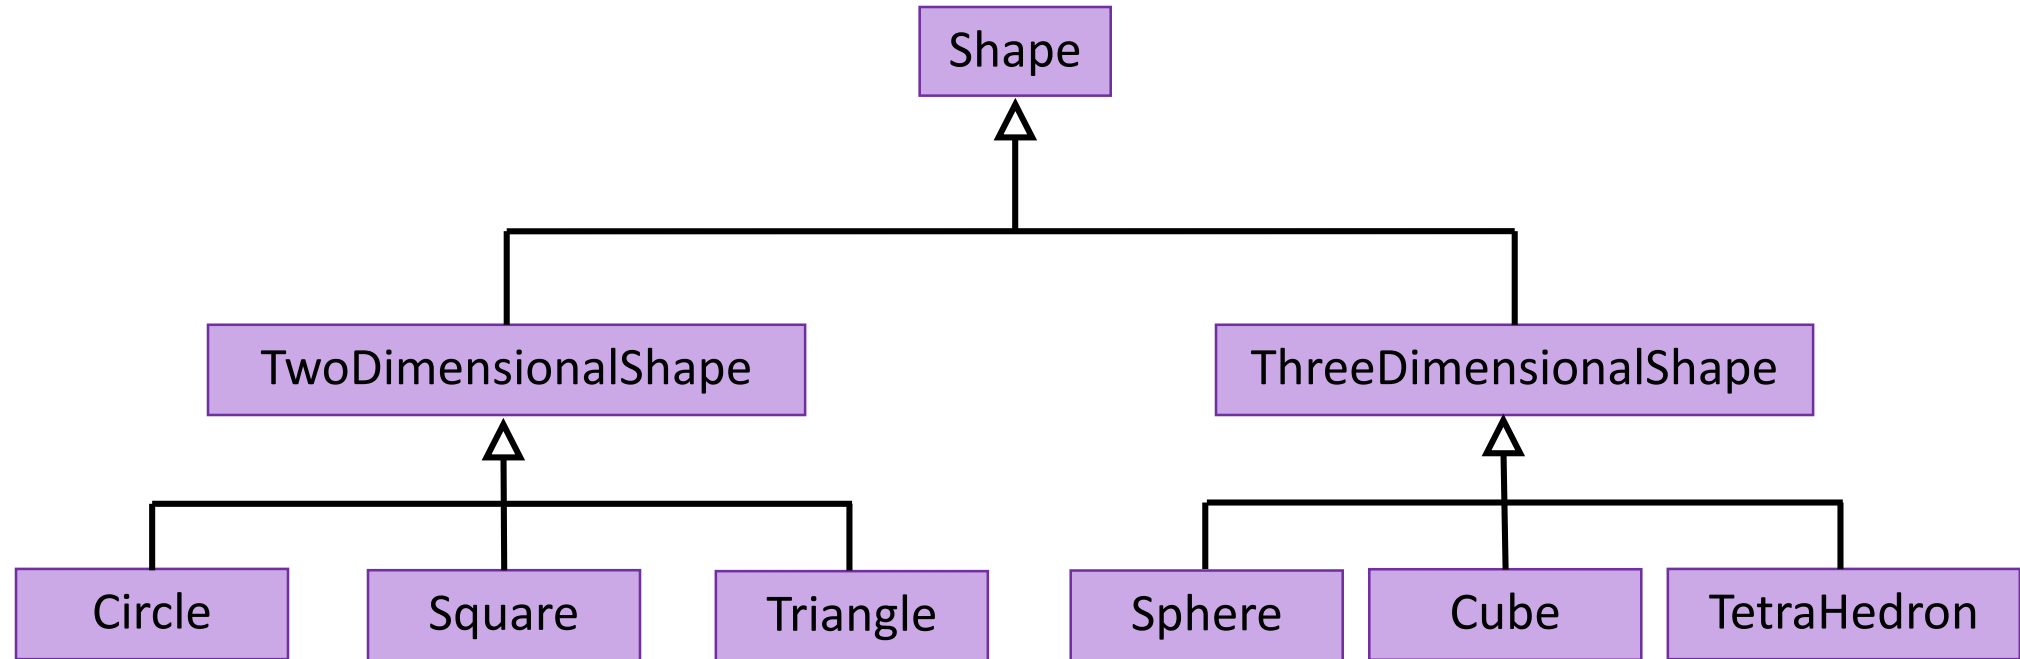 Shape
TwoDimensionalShape
ThreeDimensionalShape
Circle
Square
Triangle
Sphere
Cube
TetraHedron